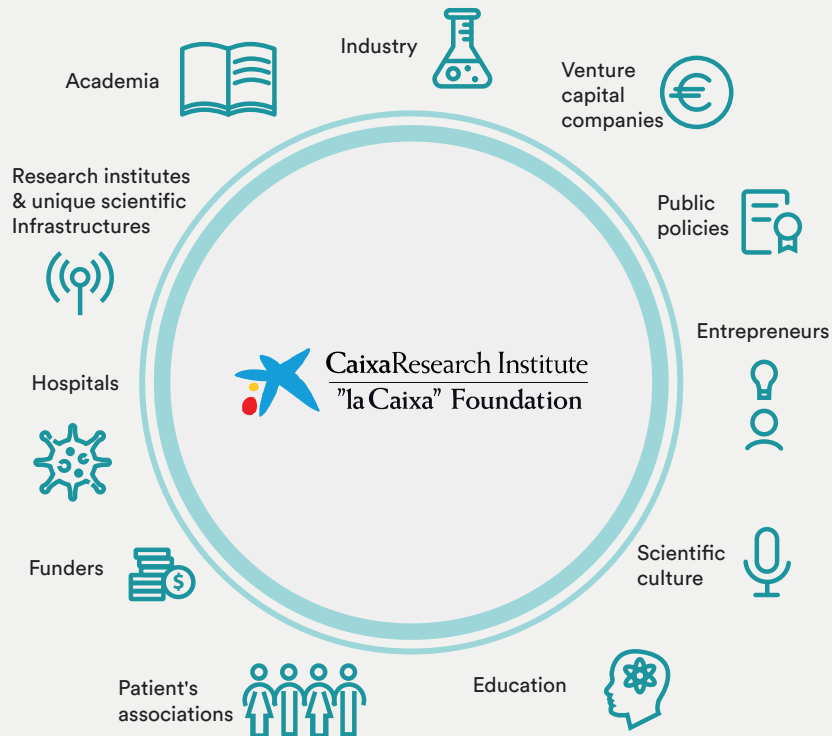 Industry
Academia
Venture
capital
companies
€
Research institutes
& unique scientific
Infrastructures
Public
policies
Entrepreneurs
CaixaResearch Institute
"la Caixa" Foundation
Hospitals
Scientific
culture
Funders
$
Patient's
associations
Education